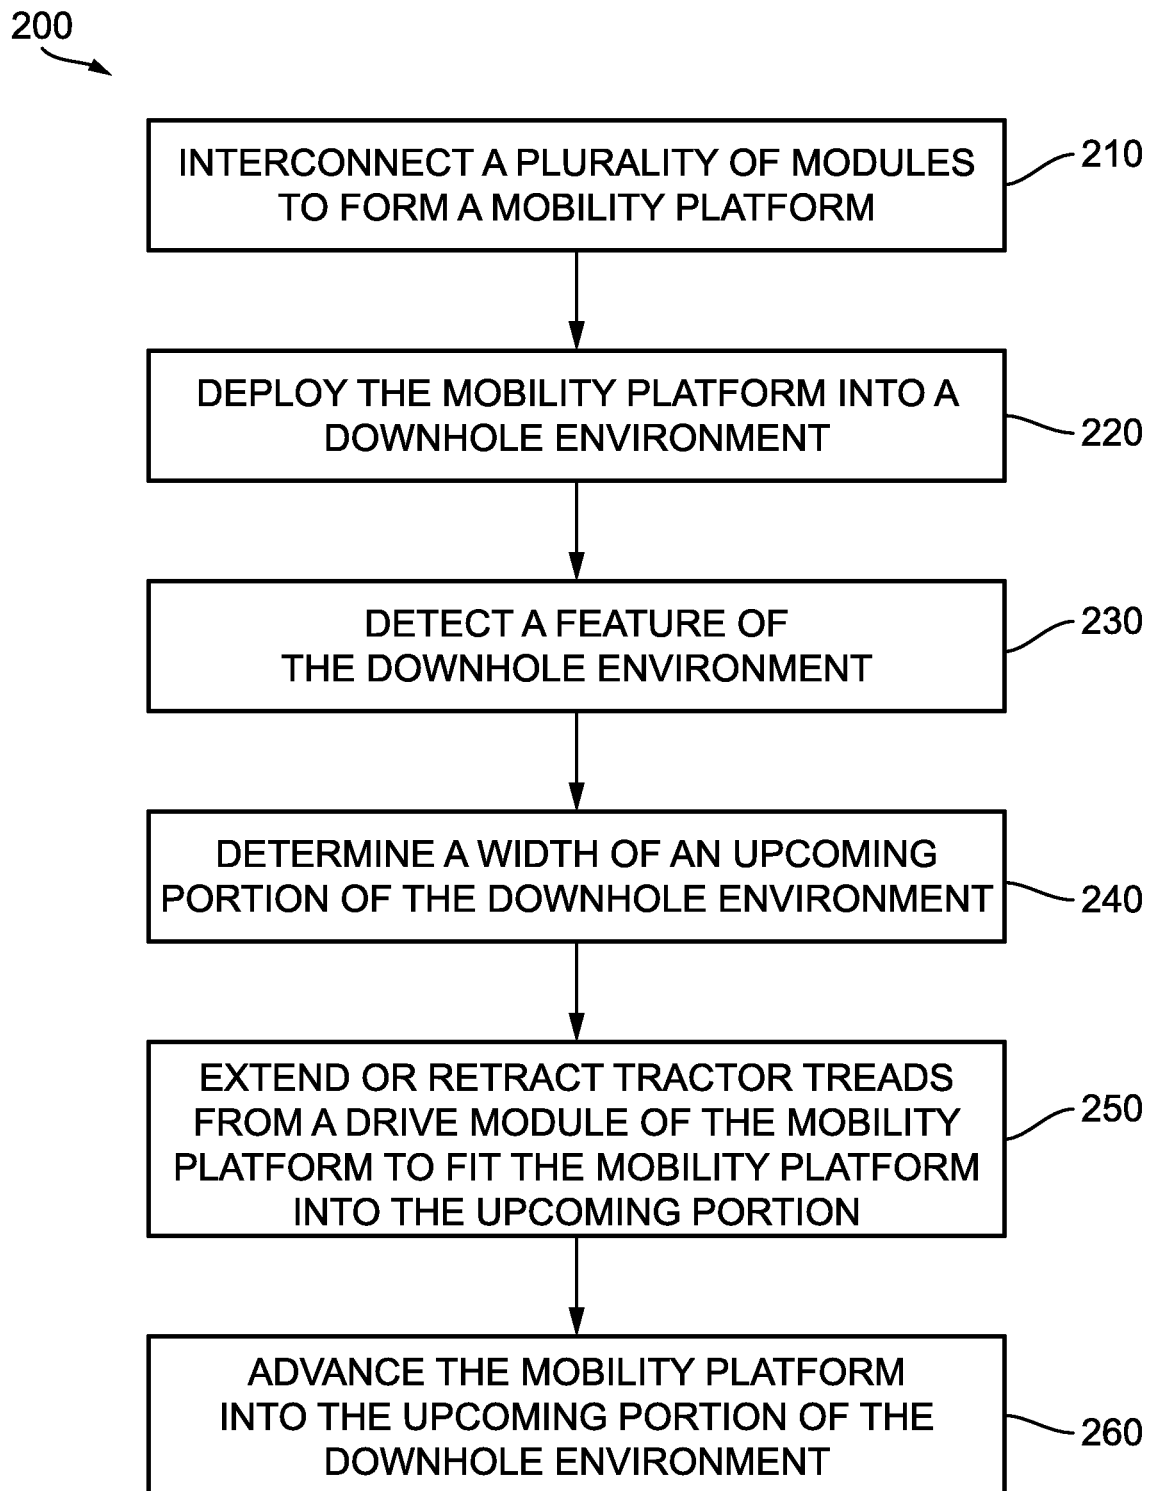 200
INTERCONNECT A PLURALITY OF MODULES
TO FORM A MOBILITY PLATFORM
210
DEPLOY THE MOBILITY PLATFORM INTO A
DOWNHOLE ENVIRONMENT
220
DETECT A FEATURE OF
THE DOWNHOLE ENVIRONMENT
230
DETERMINE A WIDTH OF AN UPCOMING
PORTION OF THE DOWNHOLE ENVIRONMENT
240
EXTEND OR RETRACT TRACTOR TREADS
FROM A DRIVE MODULE OF THE MOBILITY
PLATFORM TO FIT THE MOBILITY PLATFORM
INTO THE UPCOMING PORTION
250
ADVANCE THE MOBILITY PLATFORM
INTO THE UPCOMING PORTION OF THE
DOWNHOLE ENVIRONMENT
260